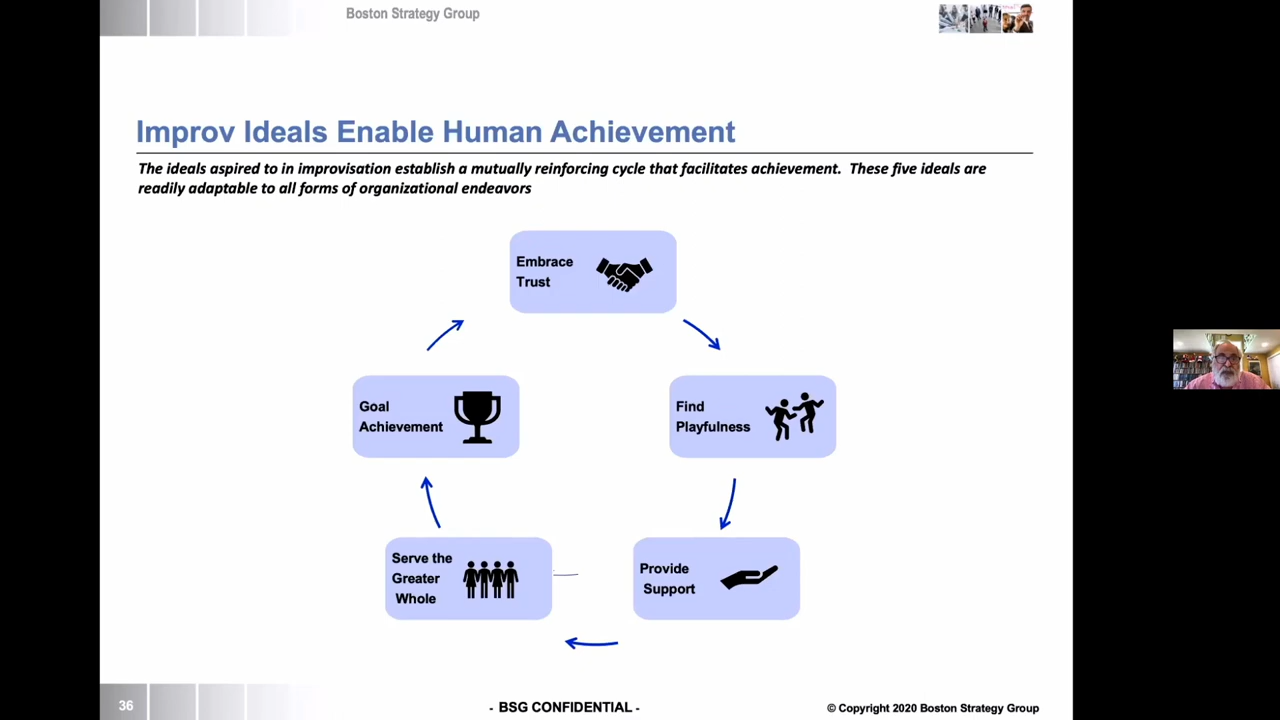 Boston Strategy Group
Improv Ideals Enable Human Achievement
The ideals aspired to in improvisation establish a mutually reinforcing cycle that facilitates achievement.  These five ideals are
readily adaptable to all forms of organizational endeavors
Embrace
Trust
Find
Playfulness
Provide
Support
Serve the
Greater
Whole
Goal
Achievement
36
- BSG CONFIDENTIAL -
© Copyright 2020 Boston Strategy Group